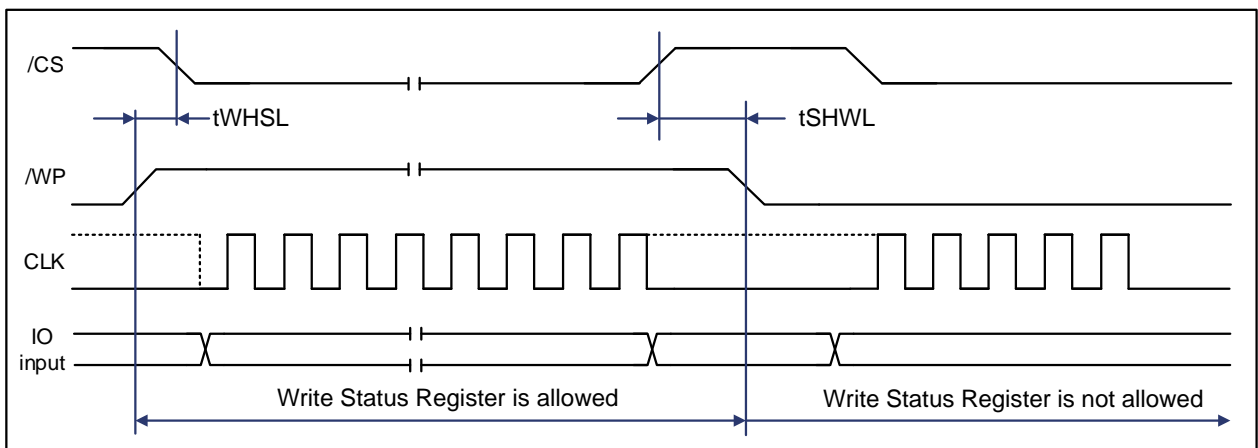 /CS
tWHSL
tSHWL
/WP
CLK
IO
input
Write Status Register is allowed
Write Status Register is not allowed